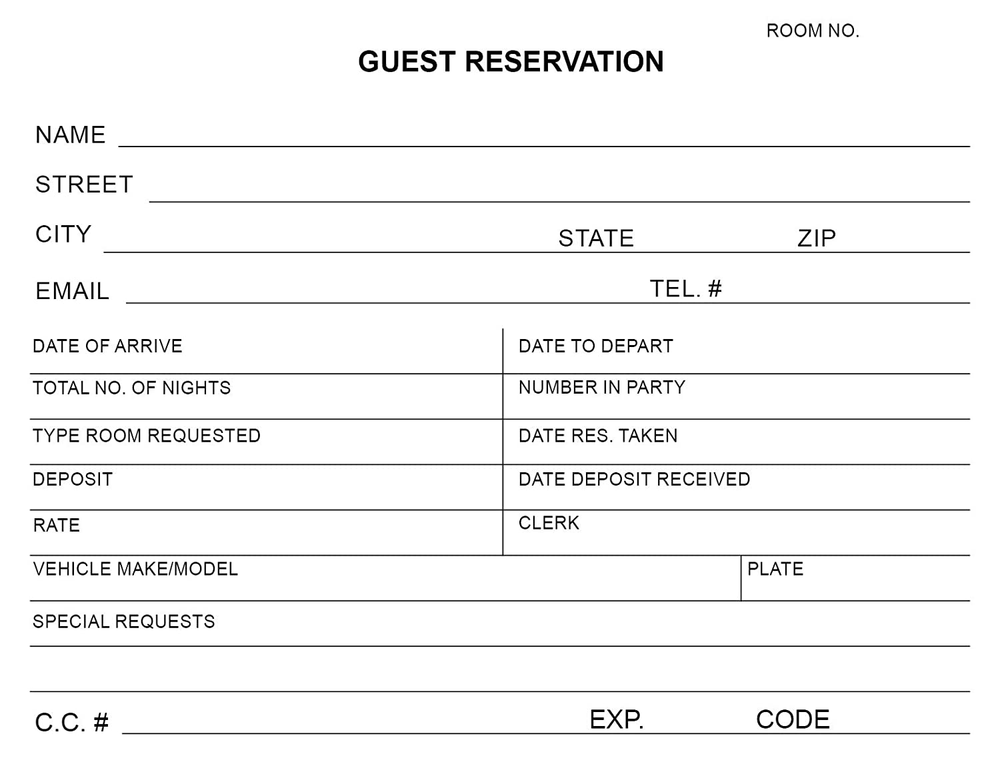 ROOM NO.
GUEST RESERVATION
NAME
STREET
CITY STATE ZIP
EMAIL TEL. #
DATE OF ARRIVE DATE TO DEPART
TOTAL NO. OF NIGHTS NUMBER IN PARTY
TYPE ROOM REQUESTED DATE RES. TAKEN
DEPOSIT DATE DEPOSIT RECEIVED
RATE CLERK
VEHICLE MAKE/MODEL PLATE
SPECIAL REQUESTS
C.C. # EXP. CODE